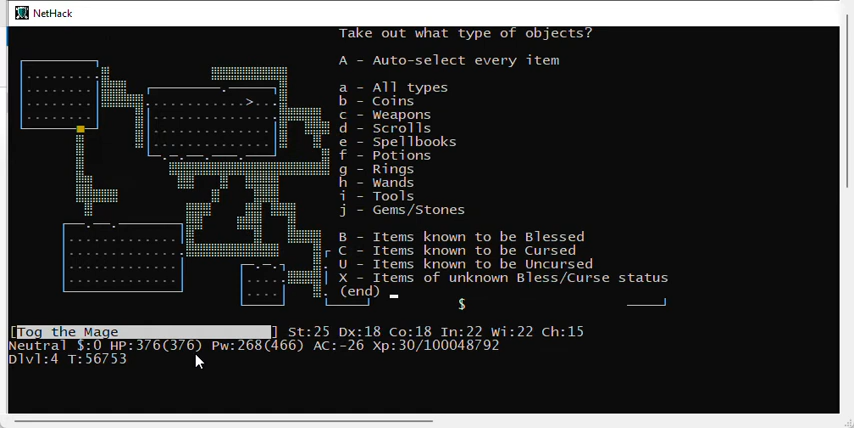 NetHack
Take out what type of objects?
A - Auto-select every item
a - All types
b - Coins
c - Weapons
d - Scrolls
e - Spellbooks
f - Potions
g - Rings
h - Wands
i - Tools
j - Gems/Stones
B - Items known to be Blessed
C - Items known to be Cursed
U - Items known to be Uncursed
X - Items of unknown Bless/Curse status
(end)
$
[Tog the Mage ] St:25 Dx:18 Co:18 In:22 Wi:22 Ch:15
Neutral $:0 HP:376(376) Pw:268(466) AC:-26 Xp:30/100048792
Dlvl:4 T:56753